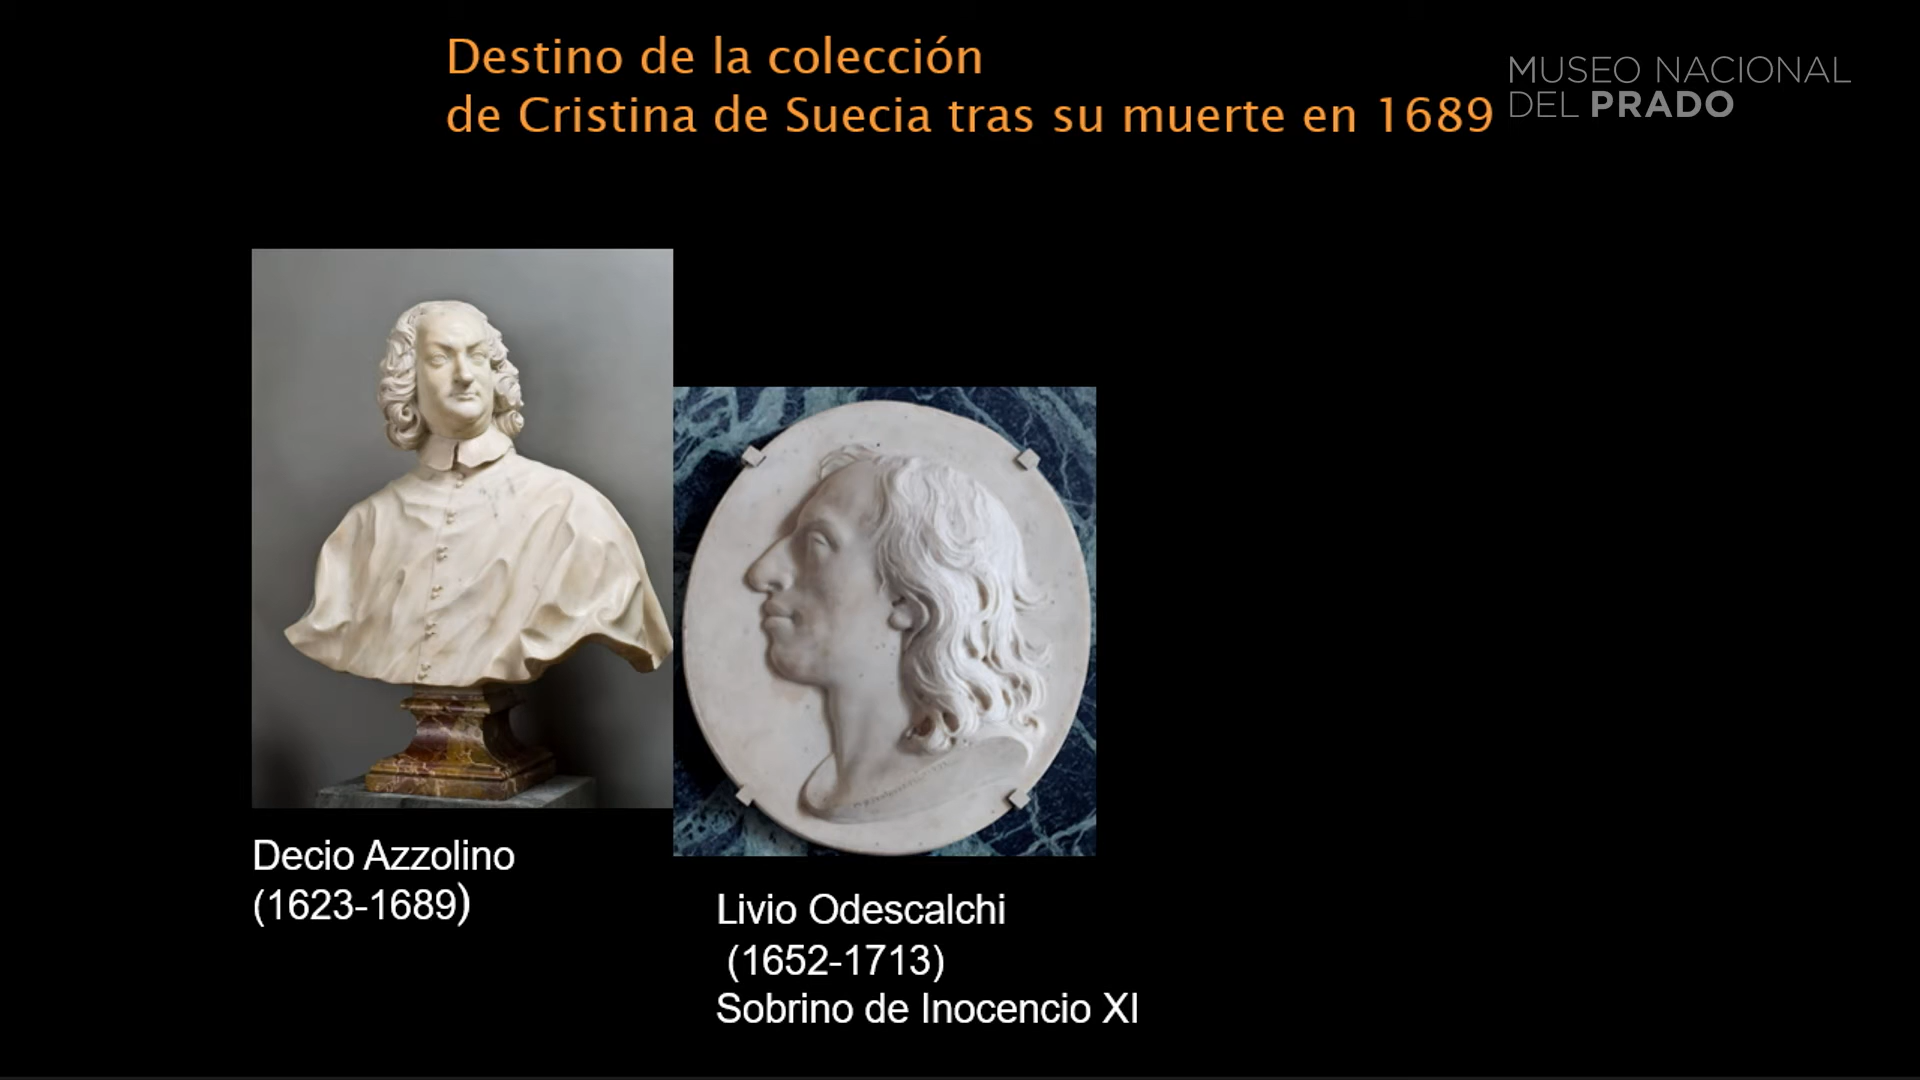 Destino de la colección
de Cristina de Suecia tras su muerte en 1689
MUSEO NACIONAL
DEL PRADO
Decio Azzolino
(1623-1689)
Livio Odescalchi
(1652-1713)
Sobrino de Inocencio XI